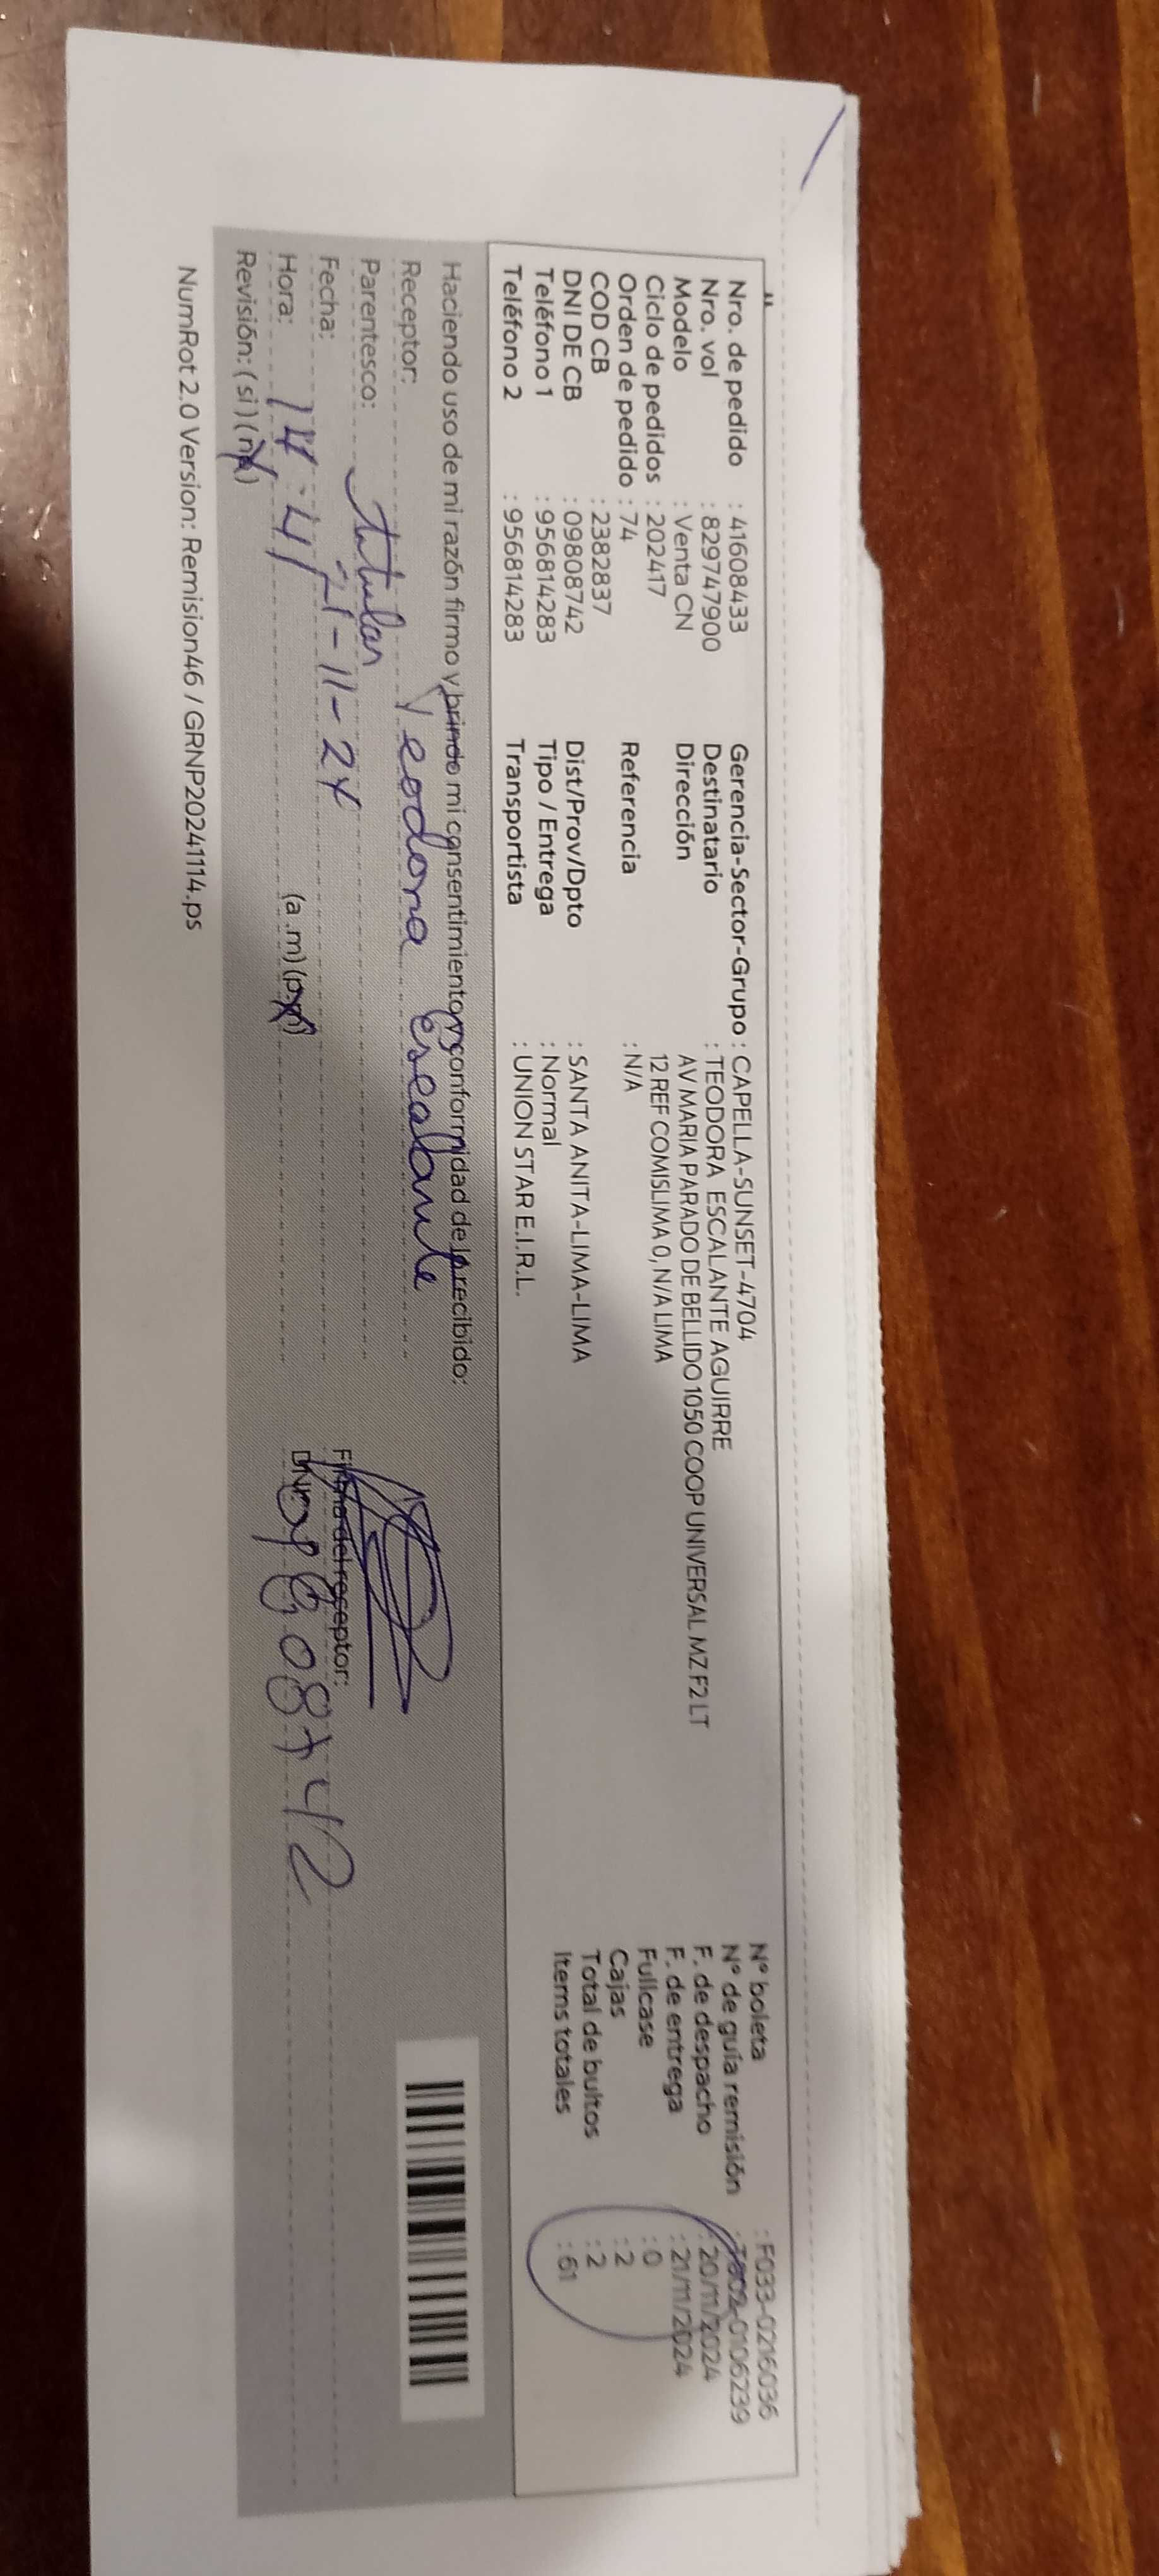 Nro. de pedido : 41608433
Nro. vol : 829747900
Modelo : Venta CN
Ciclo de pedidos : 202417
Orden de pedido : 74
COD CB : 2382837
DNI DE CB : 09808742
Teléfono 1 : 956814283
Teléfono 2 : 956814283
Gerencia-Sector-Grupo : CAPELLA-SUNSET-4704
Destinatario : TEODORA ESCALANTE AGUIRRE
Dirección AV MARIA PARADO DE BELLIDO 1050 COOP UNIVERSAL MZ F2 LT
12 REF COMISLIMA 0, N/A LIMA
Referencia : N/A
Dist/Prov/Dpto : SANTA ANITA-LIMA-LIMA
Tipo / Entrega : Normal
Transportista : UNION STAR E.I.R.L.
N° boleta : F033-0216036
N° de guía remisión : T802-0106239
F. de despacho : 20/11/2024
F. de entrega : 21/11/2024
Fullcase : 0
Cajas : 2
Total de bultos : 2
Items totales : 61
Haciendo uso de mi razón firmo y brindo mi consentimiento y conformidad de lo recibido:
Receptor: Teodora escalante
Parentesco: titular
Fecha: 21-11-24
Hora: 14:41 (a.m) (p.m)
Revisión: (si) (no)
Firma del receptor:
DNI: 09808742
NumRot 2.0 Version: Remision46 / GRNP20241114.ps